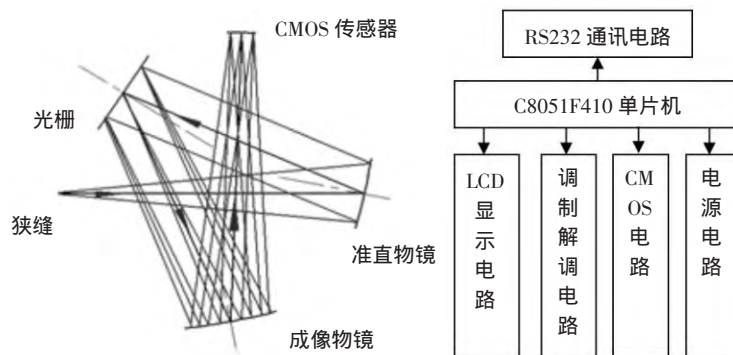 CMOS 传感器
光栅
狭缝
准直物镜
成像物镜
RS232 通讯电路
C8051F410 单片机
LCD
显
示
电
路
调
制
解
调
电
路
CM
OS
电
路
电
源
电
路